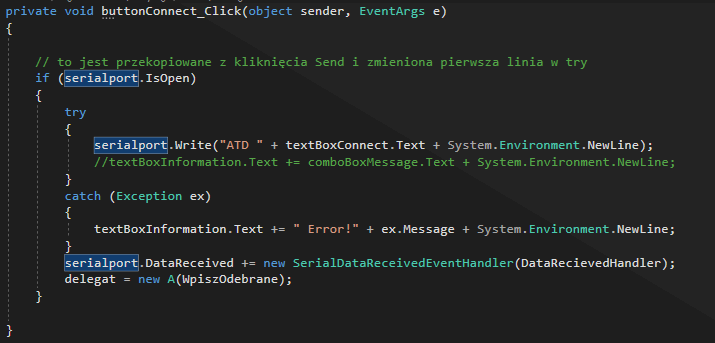 private void buttonConnect_Click(object sender, EventArgs e)
{
// to jest przekopiowane z kliknięcia Send i zmieniona pierwsza linia w try
if (serialport.IsOpen)
{
try
{
serialport.Write("ATD " + textBoxConnect.Text + System.Environment.NewLine);
//textBoxInformation.Text += comboBoxMessage.Text + System.Environment.NewLine;
}
catch (Exception ex)
{
textBoxInformation.Text += " Error!" + ex.Message + System.Environment.NewLine;
}
serialport.DataReceived += new SerialDataReceivedEventHandler(DataRecievedHandler);
delegat = new A(WpiszOdebrane);
}
}